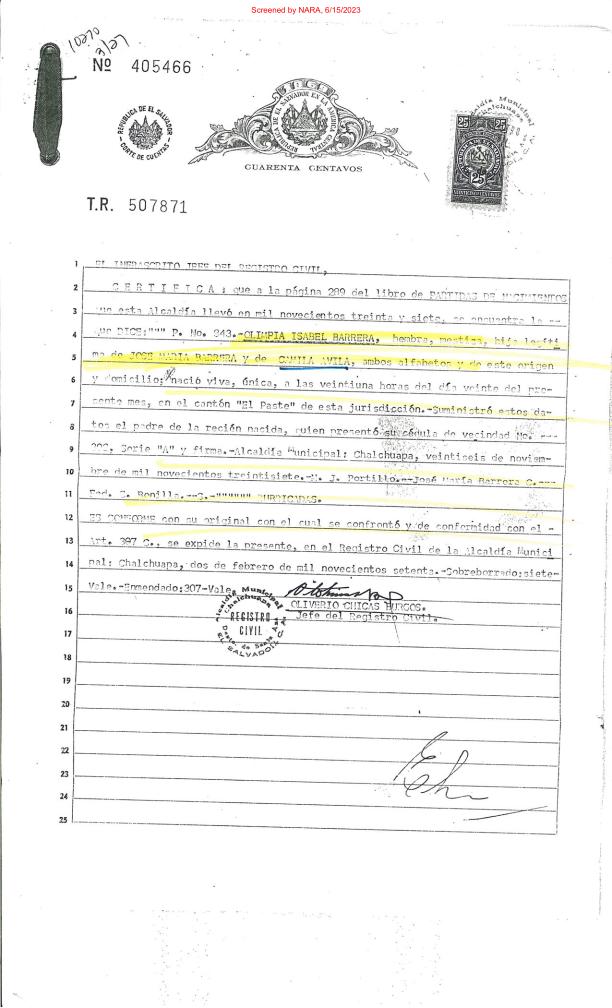 Screened by NARA, 6/15/2023
10270
3/27
Nº 405466
REPUBLICA DE EL SALVADOR
CORTE DE CUENTAS
REPUBLICA DE EL SALVADOR EN LA AMERICA CENTRAL
CUARENTA CENTAVOS
Alcaldia Municipal
Chalchuapa
25 25
25
T.R. 507871
1 EL INFRASCRITO JEFE DEL REGISTRO CIVIL,
2 C E R T I F I C A : que a la página 289 del libro de PARTIDAS DE NACIMIENTOS
3 que esta Alcaldía llevó en mil novecientos treinta y siete, se encuentra la --
4 que DICE:""" P. No. 243.-OLIMPIA ISABEL BARRERA, hembra, mestiza, hija legíti
5 ma de JOSE MARIA BARRERA y de CAMILA AVILA, ambos alfabetos y de este origen
6 y domicilio; nació viva, única, a las veintiuna horas del día veinte del pre-
7 sente mes, en el cantón "El Paste" de esta jurisdicción.-Suministró estos da-
8 tos el padre de la recién nacida, quien presentó su cédula de vecindad No. ---
9 Serie "A" y firma.-Alcaldía Municipal: Chalchuapa, veintiseis de noviem-
10 bre de mil novecientos treintisiete.-M. J. Portillo.--José María Barrera C.---
11 Bonilla.--S.-"""""" RUBRICADAS.
12 ES CONFORME con su original con el cual se confrontó y de conformidad con el -
13 Art. 397 C., se expide la presente, en el Registro Civil de la Alcaldía Munici
14 pal: Chalchuapa, dos de febrero de mil novecientos setenta.-Sobreborrado:siete-
15 Vale.-Enmendado:307-Vale.
OLIVERIO CHICAS BURGOS.
16 Jefe del Registro Civil.
Alcaldia Municipal
Chalchuapa
REGISTRO
CIVIL
Depto. de Santa Ana
EL SALVADOR, C. A.
17
18
19
20
21
22
23
24
25